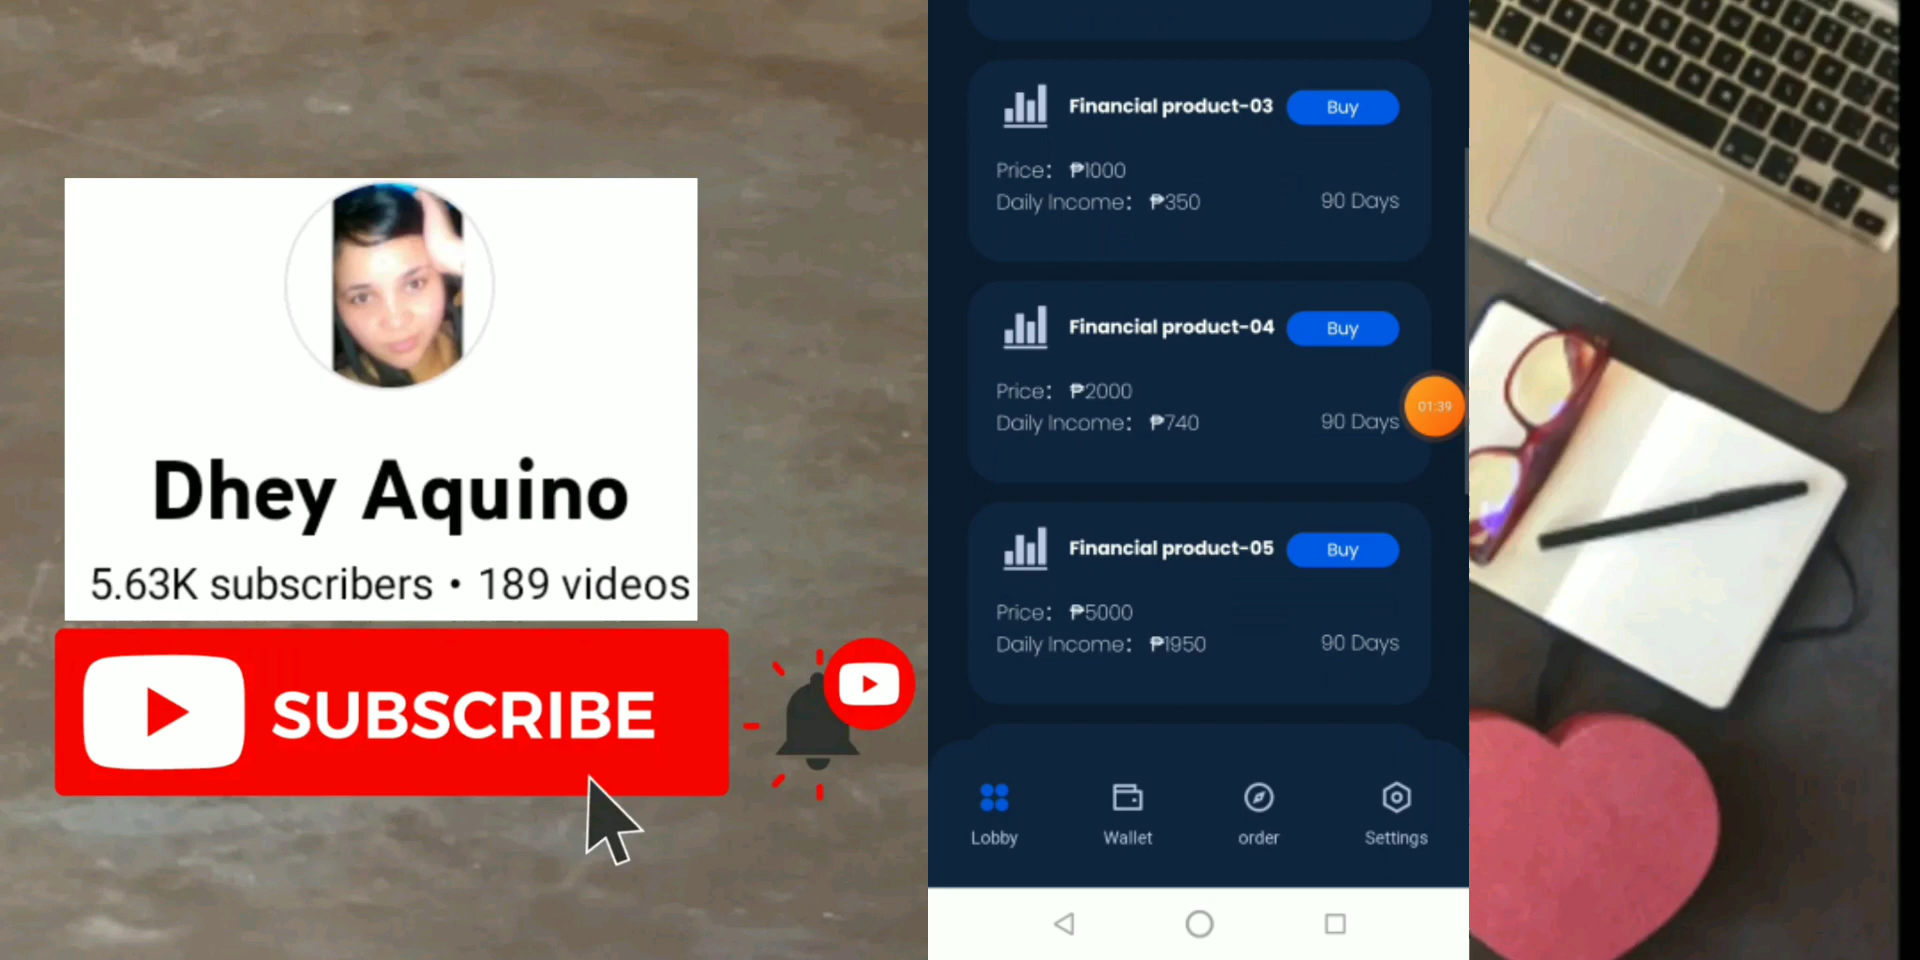 Dhey Aquino
5.63K subscribers • 189 videos
SUBSCRIBE
Financial product-03
Buy
Price: ₱1000
Daily Income: ₱350
90 Days
Financial product-04
Buy
Price: ₱2000
Daily Income: ₱740
90 Days
01:39
Financial product-05
Buy
Price: ₱5000
Daily Income: ₱1950
90 Days
Lobby
Wallet
order
Settings